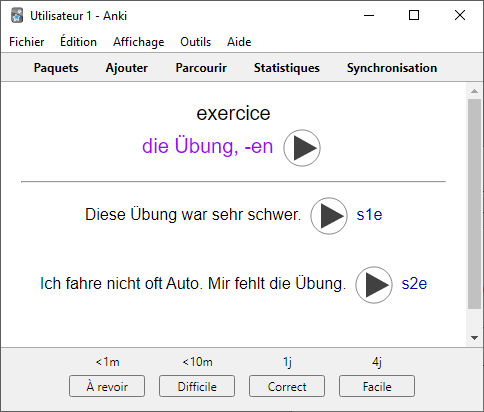 Utilisateur 1 - Anki
Fichier Édition Affichage Outils Aide
Paquets Ajouter Parcourir Statistiques Synchronisation
exercice
die Übung, -en
Diese Übung war sehr schwer. s1e
Ich fahre nicht oft Auto. Mir fehlt die Übung. s2e
<1m <10m 1j 4j
À revoir Difficile Correct Facile